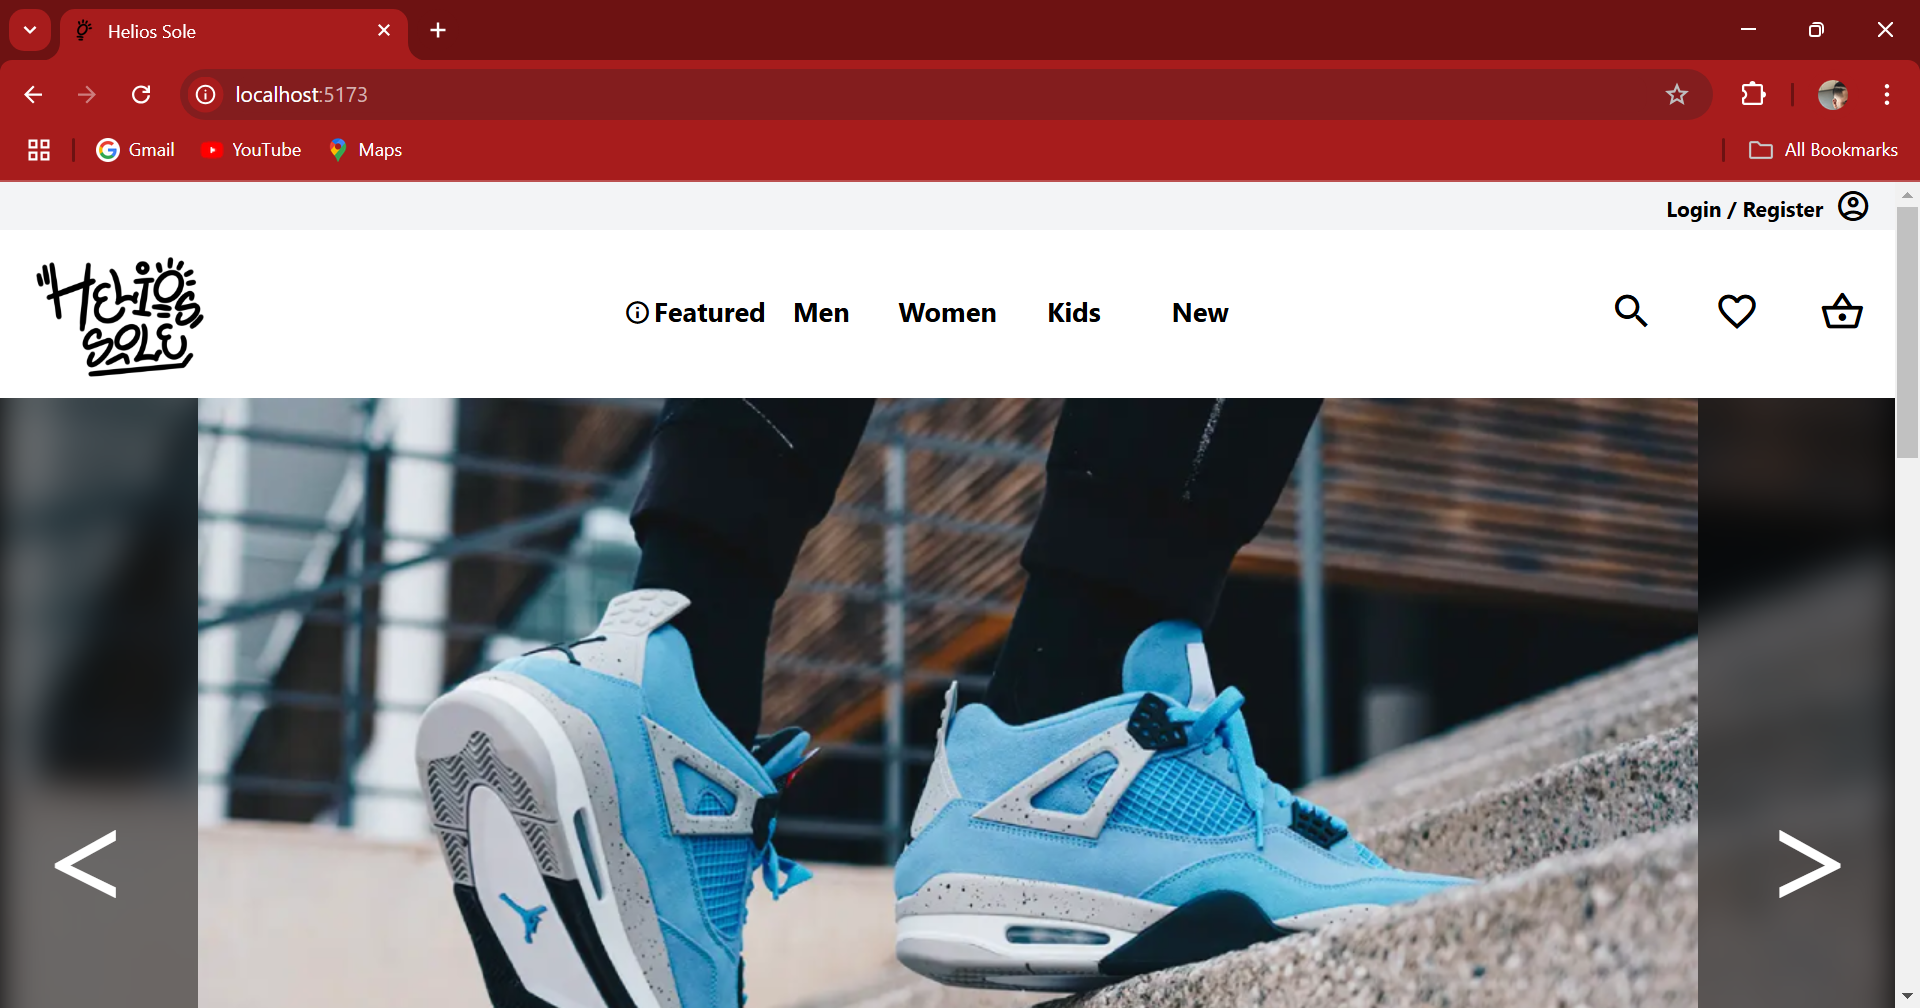 Helios Sole
localhost:5173
Gmail YouTube Maps All Bookmarks
Login / Register
"HELIOS
SOLE
Featured Men Women Kids New
< >